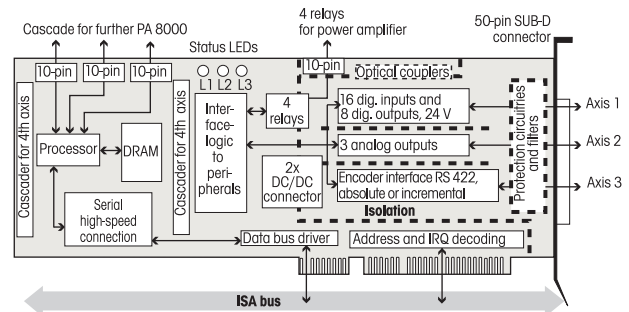 Cascade for further PA 8000
4 relays
for power amplifier
50-pin SUB-D
connector
Status LEDs
10-pin
10-pin
10-pin
10-pin
Optical couplers
L1 L2 L3
Cascader for 4th axis
Processor
DRAM
Serial
high-speed
connection
Cascader for 4th axis
Inter-
face-
logic
to
peri-
pherals
4
relays
2x
DC/DC
connector
16 dig. inputs and
8 dig. outputs, 24 V
3 analog outputs
Encoder interface RS 422,
absolute or incremental
Isolation
Protection circuitries
and filters
Axis 1
Axis 2
Axis 3
Data bus driver
Address and IRQ decoding
ISA bus